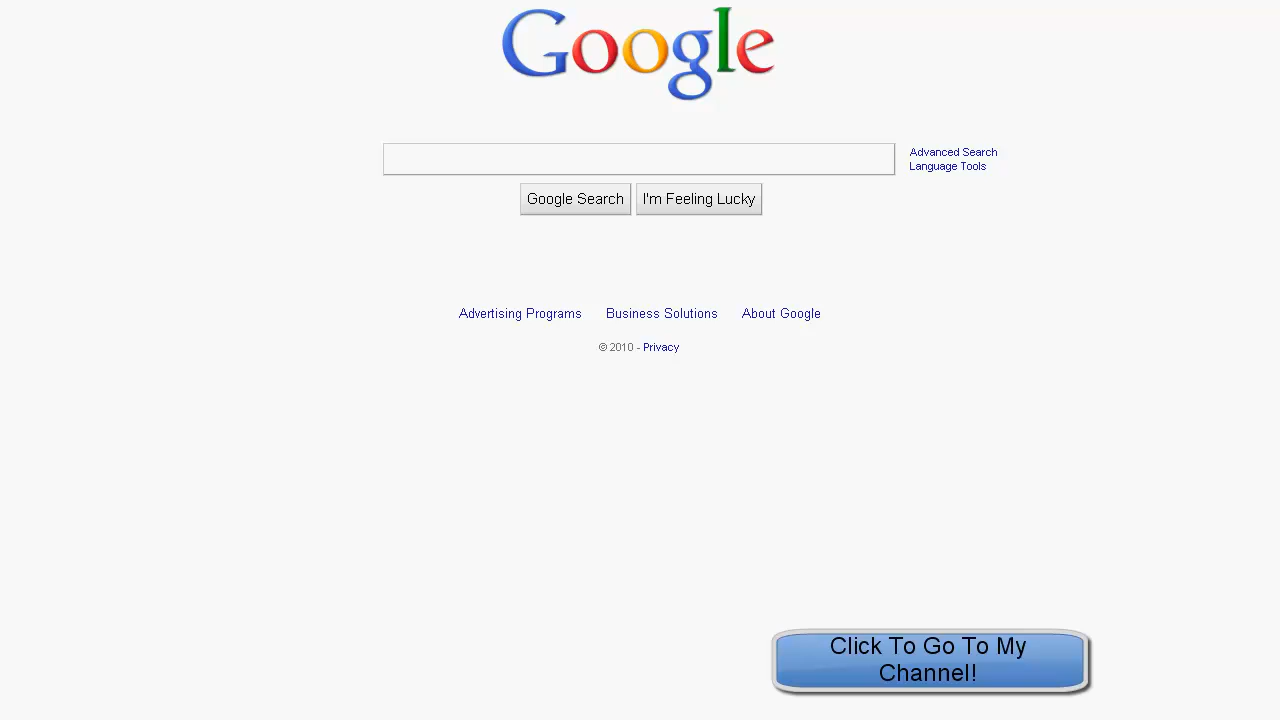 Google
Advanced Search
Language Tools
Google Search I'm Feeling Lucky
Advertising Programs Business Solutions About Google
© 2010 - Privacy
Click To Go To My
Channel!